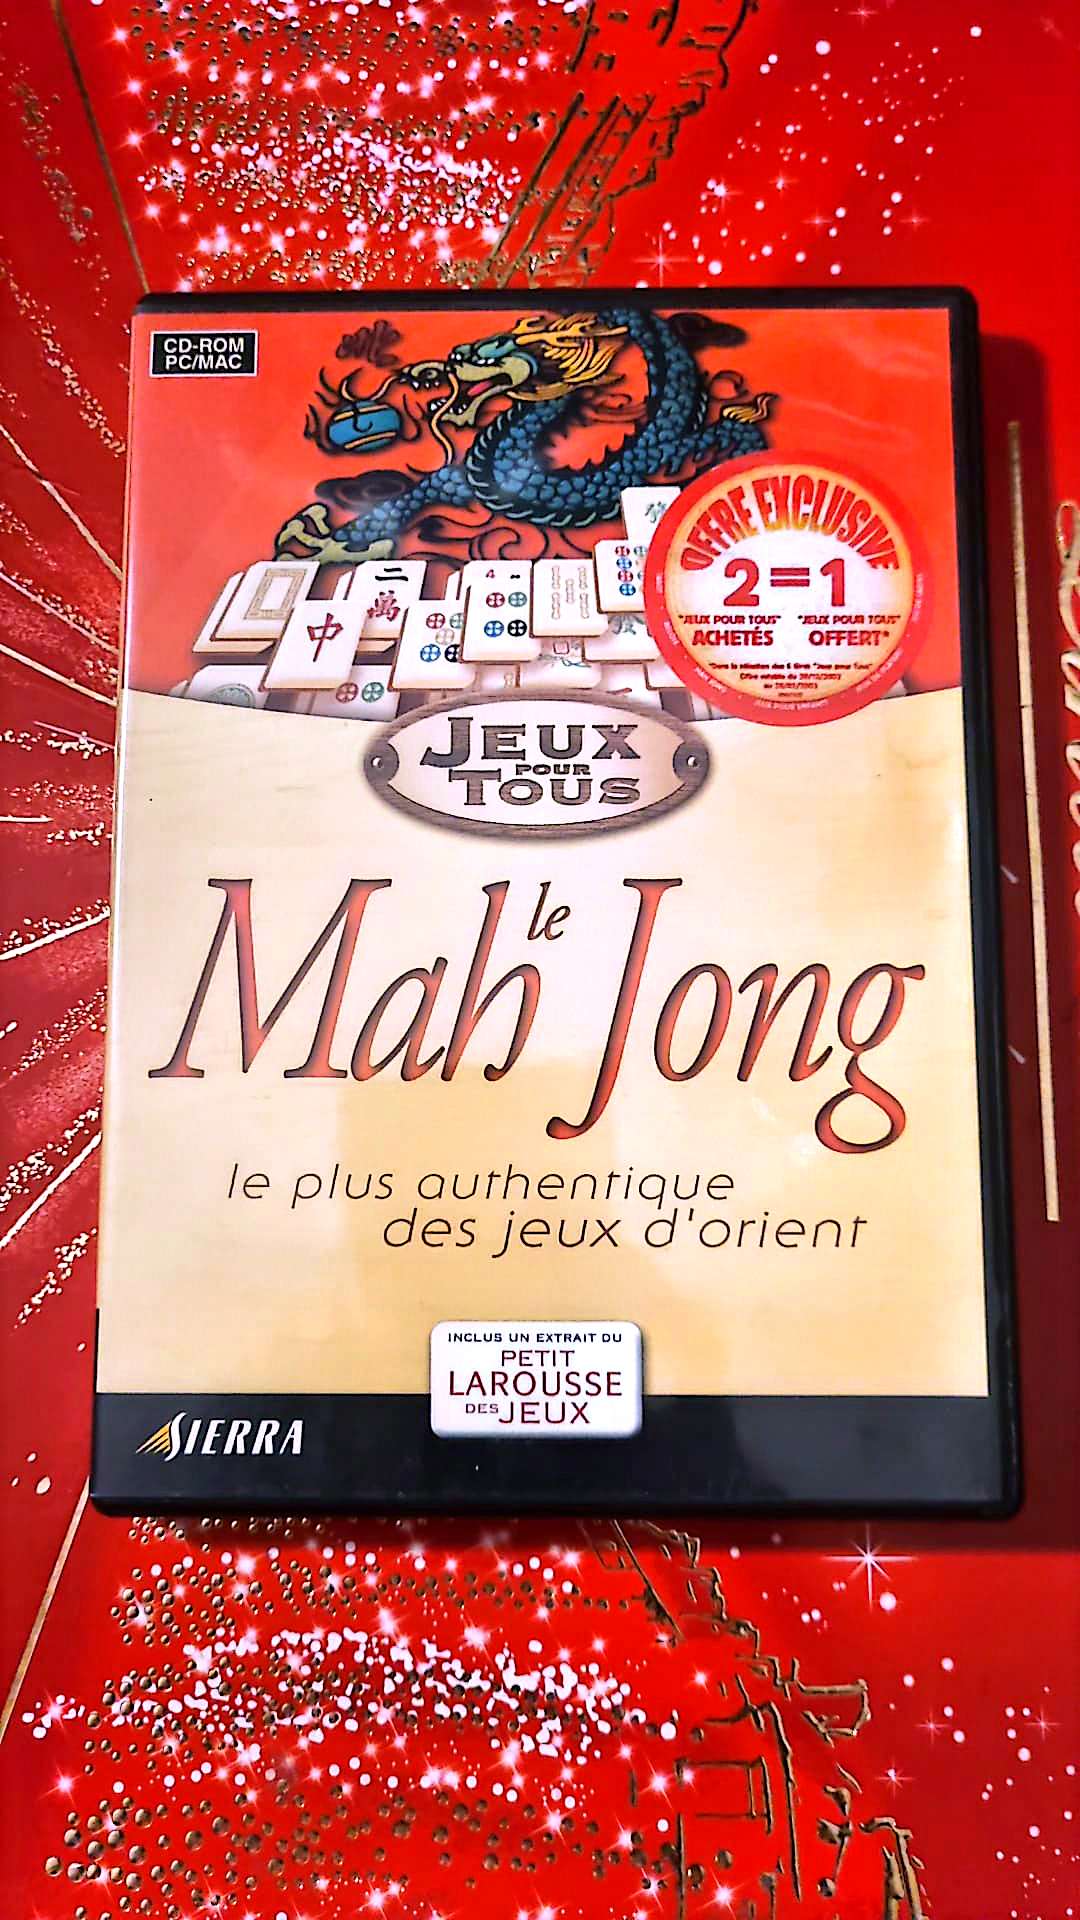 CD-ROM
PC/MAC
OFFRE EXCLUSIVE
2=1
"JEUX POUR TOUS" "JEUX POUR TOUS"
ACHETÉS OFFERT*
二
萬
中
4
JEUX
POUR
TOUS
le
Mah Jong
le plus authentique
des jeux d'orient
INCLUS UN EXTRAIT DU
PETIT
LAROUSSE
DES JEUX
SIERRA